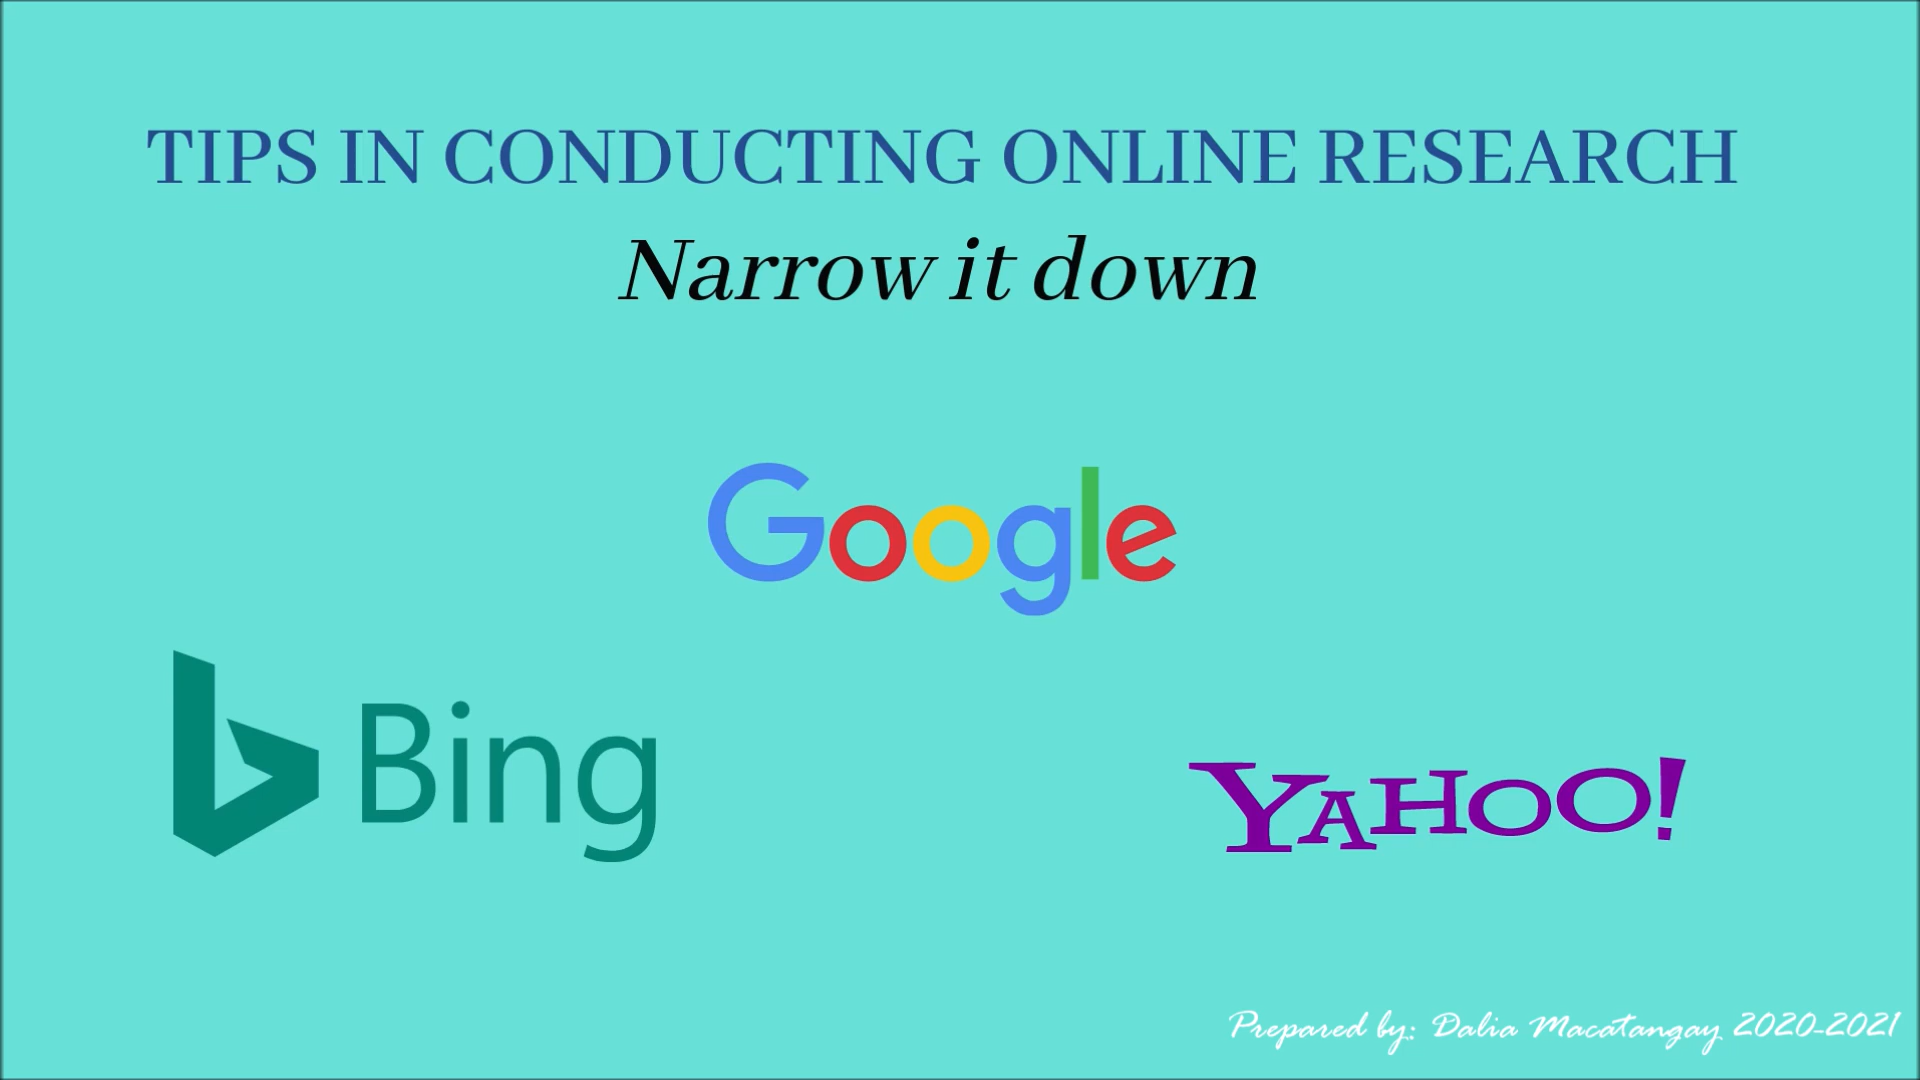 TIPS IN CONDUCTING ONLINE RESEARCH
Narrow it down
Google
Bing
YAHOO!
Prepared by: Dalia Macatangay 2020-2021